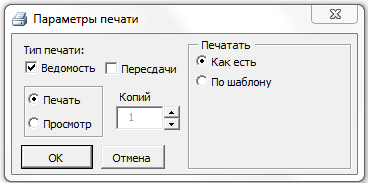 Параметры печати
Тип печати:
Ведомость
Пересдачи
Печать
Просмотр
Копий
1
OK
Отмена
Печатать
Как есть
По шаблону